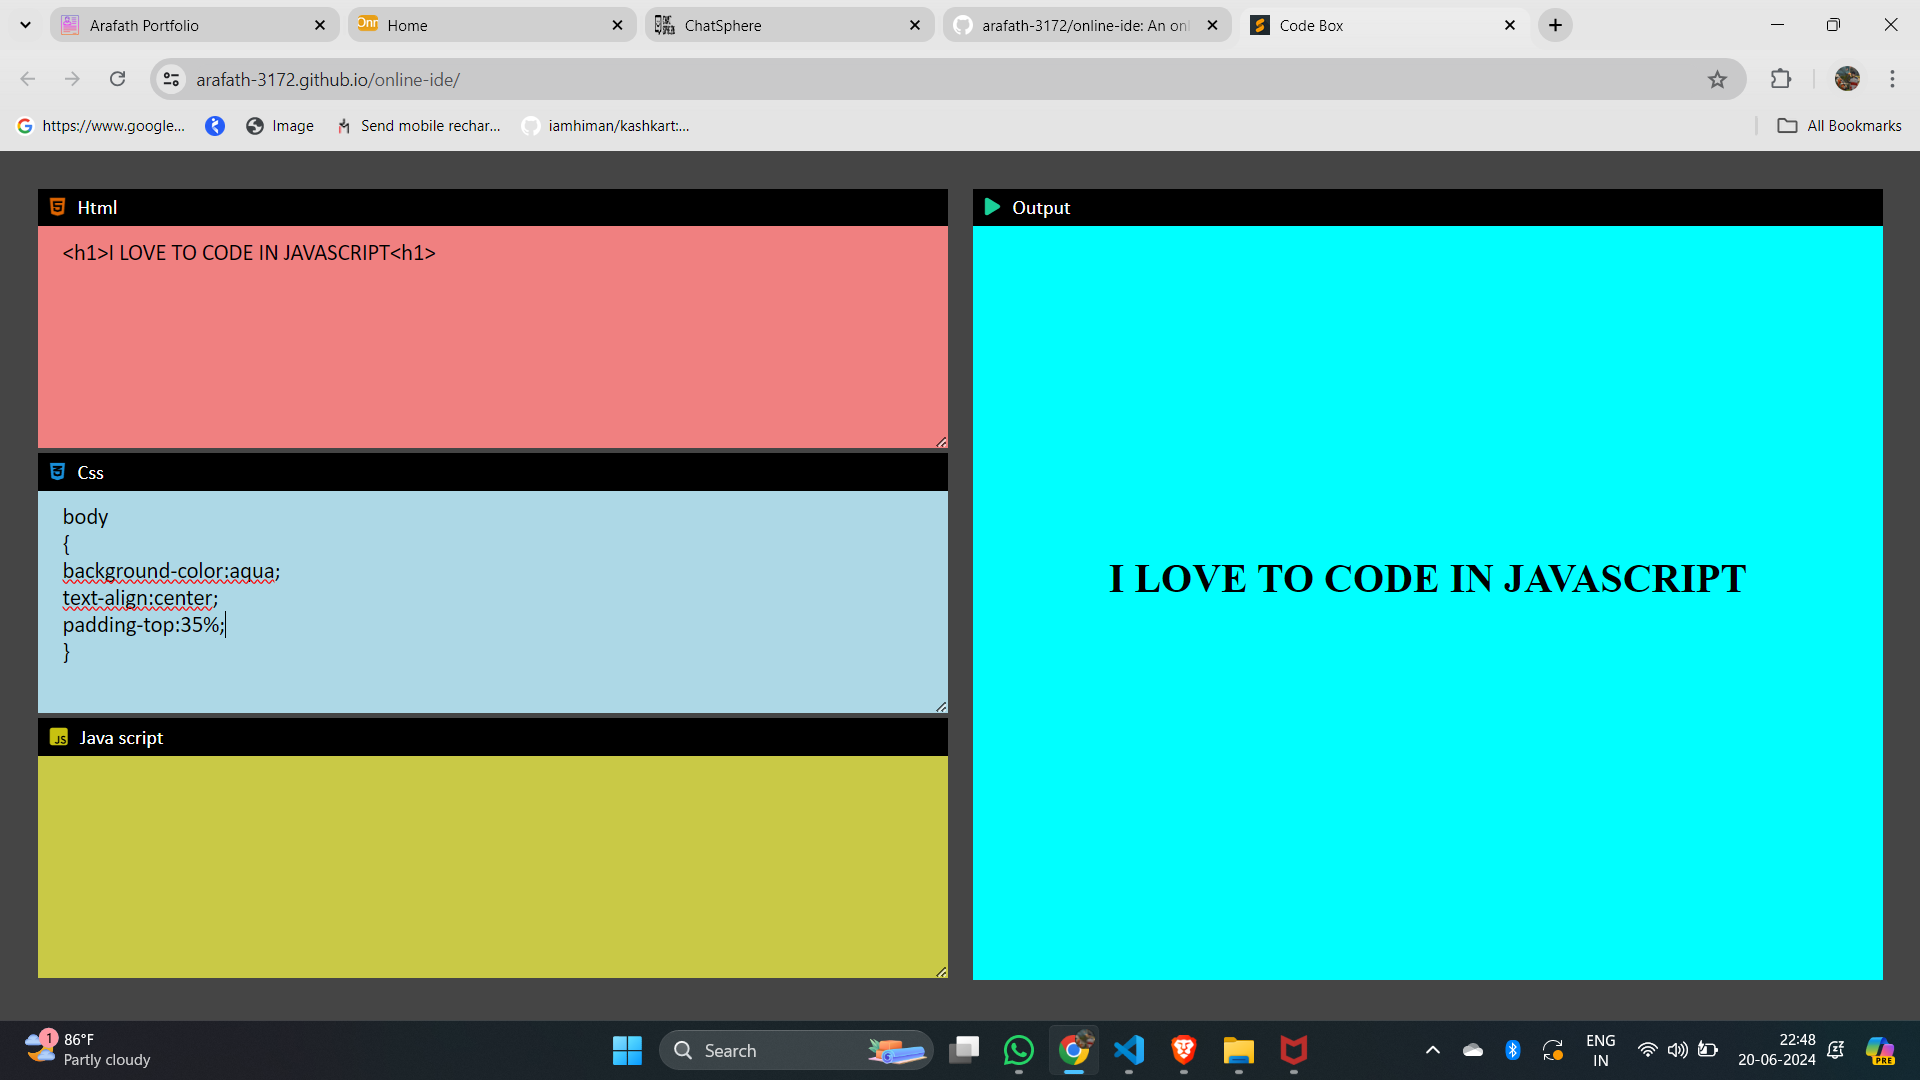 Arafath Portfolio
Onr Home
ChatSphere
arafath-3172/online-ide: An onl
Code Box
arafath-3172.github.io/online-ide/
https://www.google...
Image
Send mobile rechar...
iamhiman/kashkart:...
All Bookmarks
Html
<h1>I LOVE TO CODE IN JAVASCRIPT<h1>
Css
body
{
background-color:aqua;
text-align:center;
padding-top:35%;
}
JS Java script
Output
I LOVE TO CODE IN JAVASCRIPT
1
86°F
Partly cloudy
Search
ENG
IN
22:48
20-06-2024
PRE